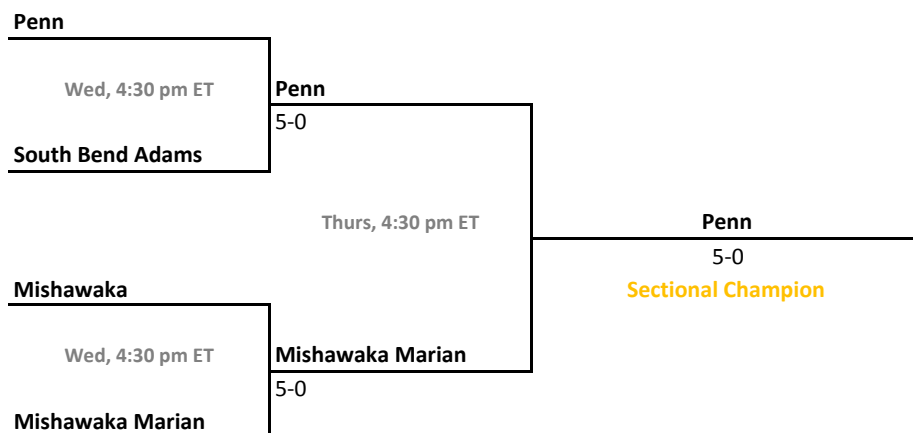 Penn
Wed, 4:30 pm ET
Penn
5-0
South Bend Adams
Thurs, 4:30 pm ET
Penn
5-0
Sectional Champion
Mishawaka
Wed, 4:30 pm ET
Mishawaka Marian
5-0
Mishawaka Marian